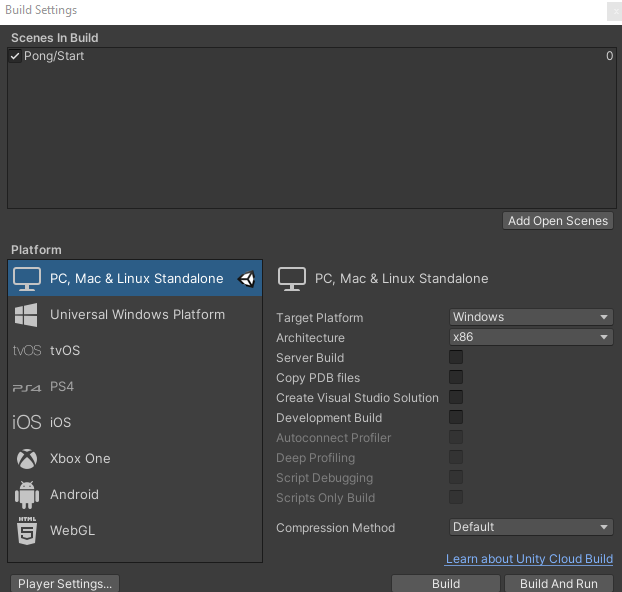 Build Settings
Scenes In Build
Pong/Start 0
Add Open Scenes
Platform
PC, Mac & Linux Standalone
Universal Windows Platform
tvOS tvOS
PS4 PS4
iOS iOS
Xbox One
Android
HTML 5 WebGL
PC, Mac & Linux Standalone
Target Platform Windows
Architecture x86
Server Build
Copy PDB files
Create Visual Studio Solution
Development Build
Autoconnect Profiler
Deep Profiling
Script Debugging
Scripts Only Build
Compression Method Default
Learn about Unity Cloud Build
Player Settings... Build Build And Run